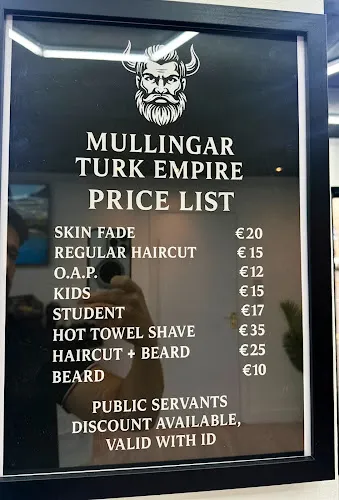 MULLINGAR
TURK EMPIRE
PRICE LIST
SKIN FADE €20
REGULAR HAIRCUT €15
O.A.P. €12
KIDS €15
STUDENT €17
HOT TOWEL SHAVE €35
HAIRCUT + BEARD €25
BEARD €10
PUBLIC SERVANTS
DISCOUNT AVAILABLE,
VALID WITH ID